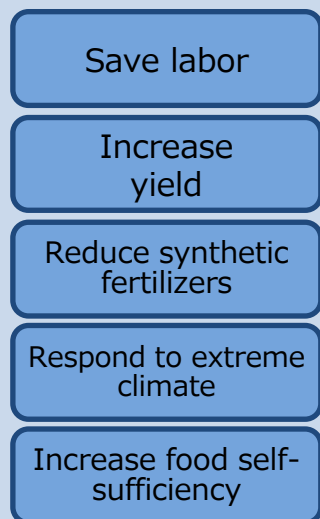 Save labor
Increase
yield
Reduce synthetic
fertilizers
Respond to extreme
climate
Increase food self-
sufficiency